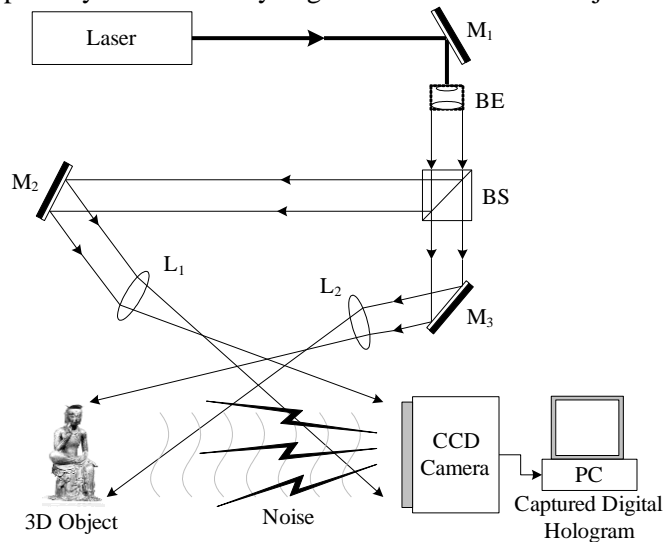 Laser
M1
BE
M2
BS
L1
L2
M3
CCD
Camera
PC
3D Object
Noise
Captured Digital
Hologram